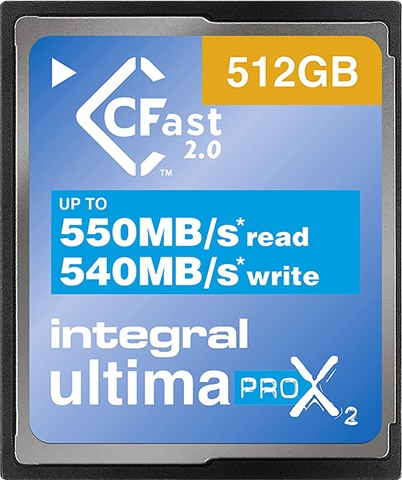 512GB
CFast
2.0
™
UP TO
550MB/s* read
540MB/s* write
integral
ultima PRO X2